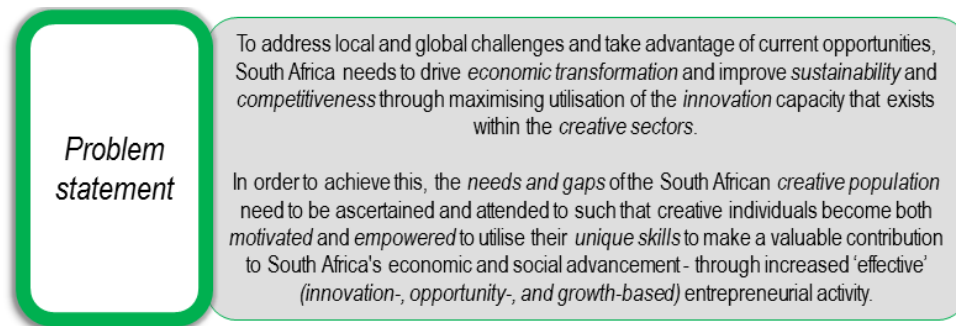 Problem
statement
To address local and global challenges and take advantage of current opportunities,
South Africa needs to drive economic transformation and improve sustainability and
competitiveness through maximising utilisation of the innovation capacity that exists
within the creative sectors.
In order to achieve this, the needs and gaps of the South African creative population
need to be ascertained and attended to such that creative individuals become both
motivated and empowered to utilise their unique skills to make a valuable contribution
to South Africa's economic and social advancement - through increased ‘effective’
(innovation-, opportunity-, and growth-based) entrepreneurial activity.